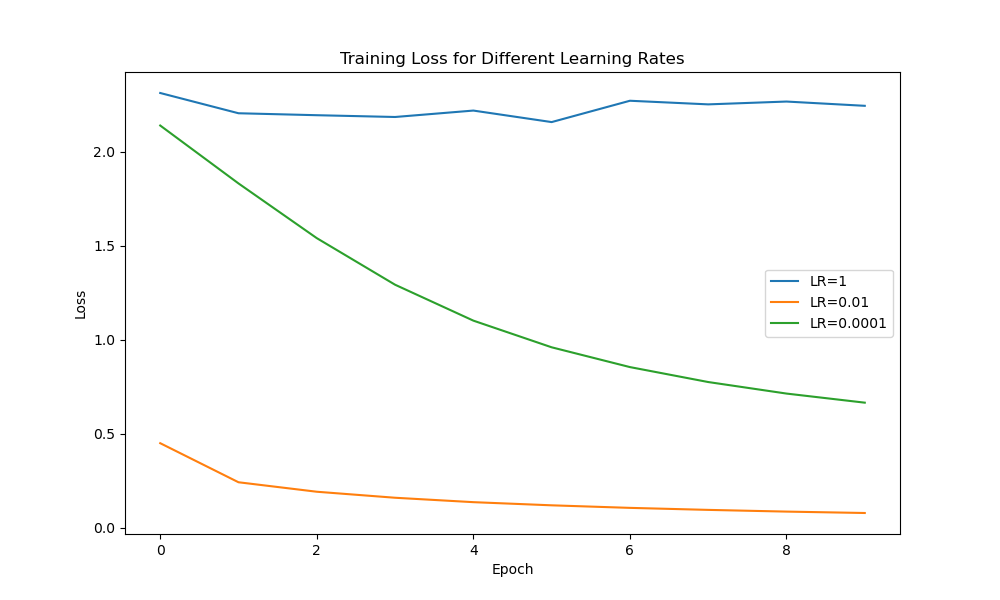 Training Loss for Different Learning Rates
2.0
1.5
1.0
0.5
0.0
Loss
LR=1
LR=0.01
LR=0.0001
0 2 4 6 8
Epoch